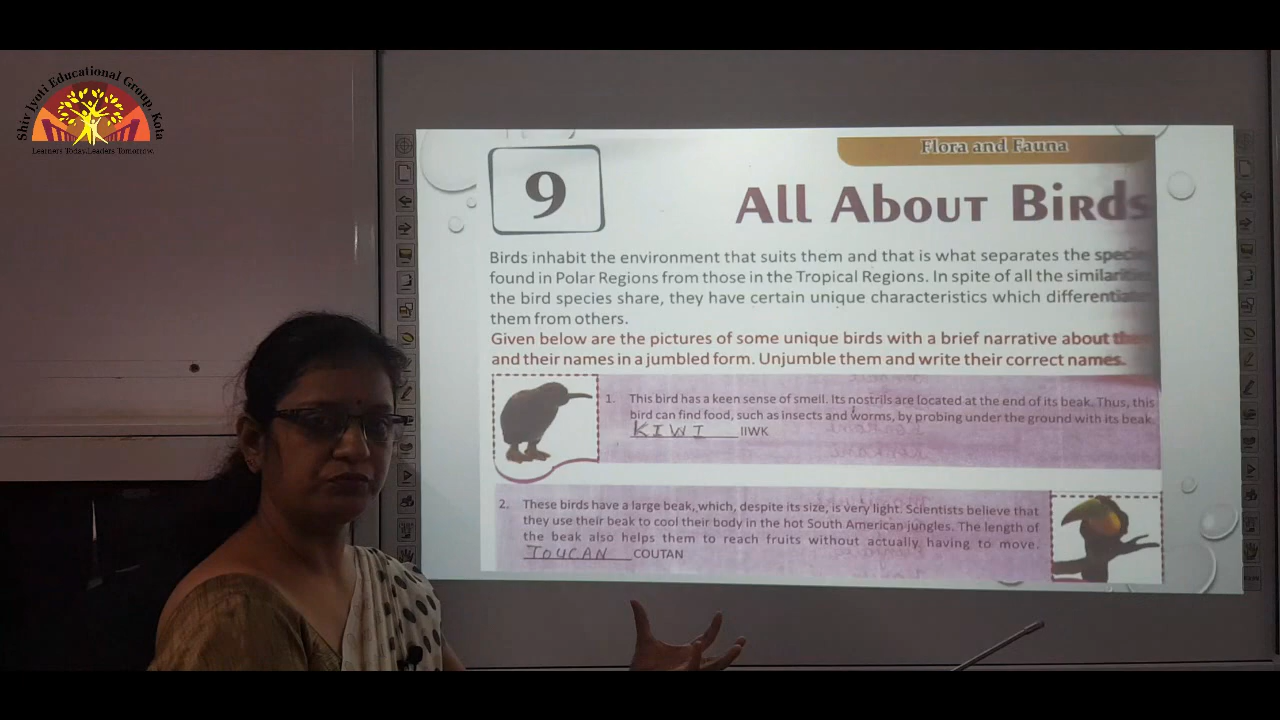 Shiv Jyoti Educational Group, Kota
Learners Today.Leaders Tomorrow.
Flora and Fauna
9
All About Birds
Birds inhabit the environment that suits them and that is what separates the species
found in Polar Regions from those in the Tropical Regions. In spite of all the similarities
the bird species share, they have certain unique characteristics which differentiate
them from others.
Given below are the pictures of some unique birds with a brief narrative about them
and their names in a jumbled form. Unjumble them and write their correct names.
1. This bird has a keen sense of smell. Its nostrils are located at the end of its beak. Thus, this
bird can find food, such as insects and worms, by probing under the ground with its beak.
KIWI IIWK
2. These birds have a large beak, which, despite its size, is very light. Scientists believe that
they use their beak to cool their body in the hot South American jungles. The length of
the beak also helps them to reach fruits without actually having to move.
TOUCAN COUTAN